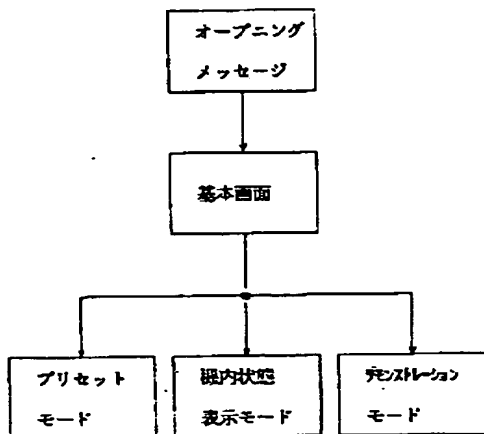 オープニング
メッセージ
基本画面
プリセット
モード
機内状態
表示モード
デモンストレーション
モード